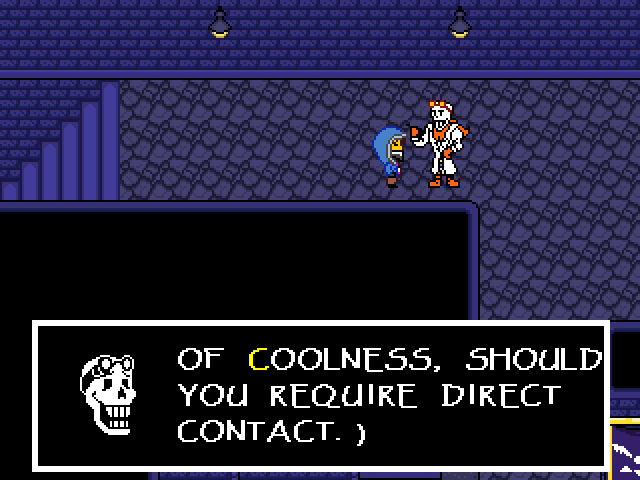 OF COOLNESS, SHOULD
YOU REQUIRE DIRECT
CONTACT. )